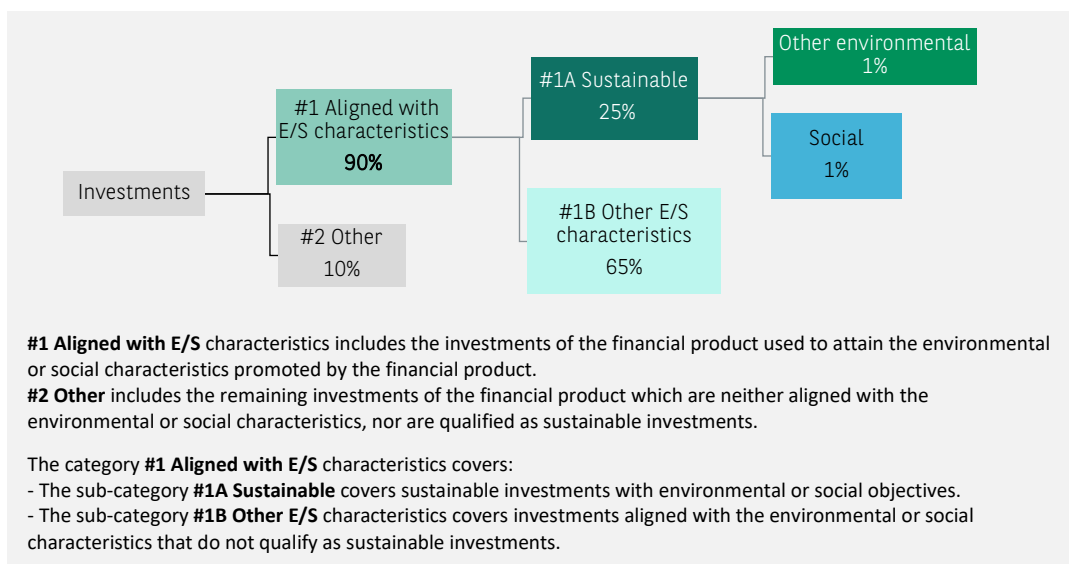 Other environmental
1%
#1A Sustainable
25%
#1 Aligned with
E/S characteristics
90%
Social
1%
Investments
#1B Other E/S
characteristics
65%
#2 Other
10%
#1 Aligned with E/S characteristics includes the investments of the financial product used to attain the environmental
or social characteristics promoted by the financial product.
#2 Other includes the remaining investments of the financial product which are neither aligned with the
environmental or social characteristics, nor are qualified as sustainable investments.
The category #1 Aligned with E/S characteristics covers:
- The sub-category #1A Sustainable covers sustainable investments with environmental or social objectives.
- The sub-category #1B Other E/S characteristics covers investments aligned with the environmental or social
characteristics that do not qualify as sustainable investments.